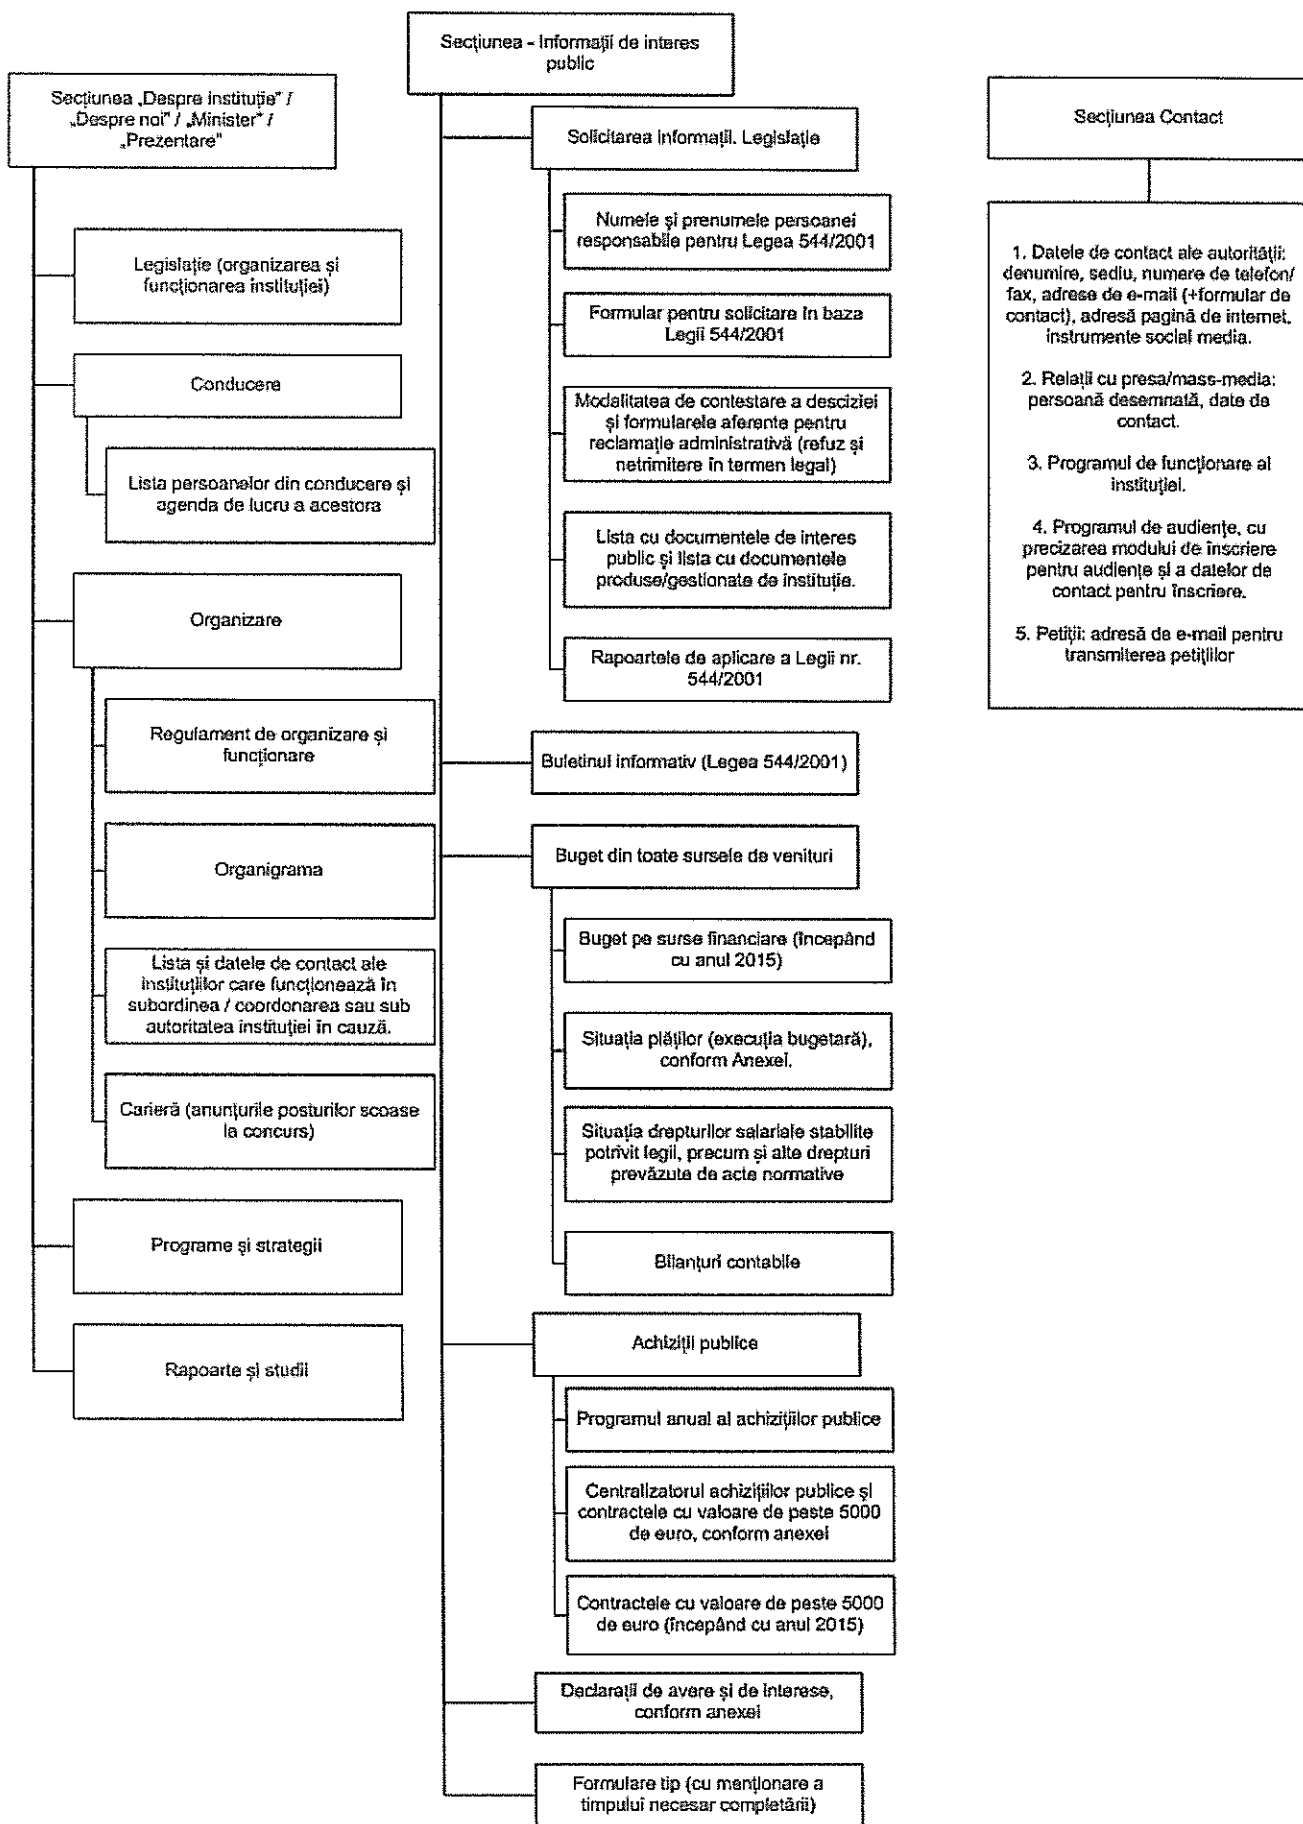 Secțiunea „Despre instituție” /
„Despre noi” / „Minister” /
„Prezentare”
Legislație (organizarea și
funcționarea instituției)
Conducere
Lista persoanelor din conducere și
agenda de lucru a acestora
Organizare
Regulament de organizare și
funcționare
Organigrama
Lista și datele de contact ale
instituțiilor care funcționează în
subordinea / coordonarea sau sub
autoritatea instituției în cauză.
Carieră (anunțurile posturilor scoase
la concurs)
Programe și strategii
Rapoarte și studii
Secțiunea - Informații de interes
public
Solicitarea informații. Legislație
Numele și prenumele persoanei
responsabile pentru Legea 544/2001
Formular pentru solicitare în baza
Legii 544/2001
Modalitatea de contestare a desciziei
și formularele aferente pentru
reclamație administrativă (refuz și
netrimitere în termen legal)
Lista cu documentele de interes
public și lista cu documentele
produse/gestionate de instituție.
Rapoartele de aplicare a Legii nr.
544/2001
Buletinul informativ (Legea 544/2001)
Buget din toate sursele de venituri
Buget pe surse financiare (începând
cu anul 2015)
Situația plăților (execuția bugetară),
conform Anexei.
Situația drepturilor salariale stabilite
potrivit legii, precum și alte drepturi
prevăzute de acte normative
Bilanțuri contabile
Achiziții publice
Programul anual al achizițiilor publice
Centralizatorul achizițiilor publice și
contractele cu valoare de peste 5000
de euro, conform anexei
Contractele cu valoare de peste 5000
de euro (începând cu anul 2015)
Declarații de avere și de interese,
conform anexei
Formulare tip (cu menționare a
timpului necesar completării)
Secțiunea Contact
1. Datele de contact ale autorității:
denumire, sediu, numere de telefon/
fax, adrese de e-mail (+formular de
contact), adresă pagină de internet,
instrumente social media.
2. Relații cu presa/mass-media:
persoană desemnată, date de
contact.
3. Programul de funcționare al
instituției.
4. Programul de audiențe, cu
precizarea modului de înscriere
pentru audiențe și a datelor de
contact pentru înscriere.
5. Petiții: adresă de e-mail pentru
transmiterea petițiilor